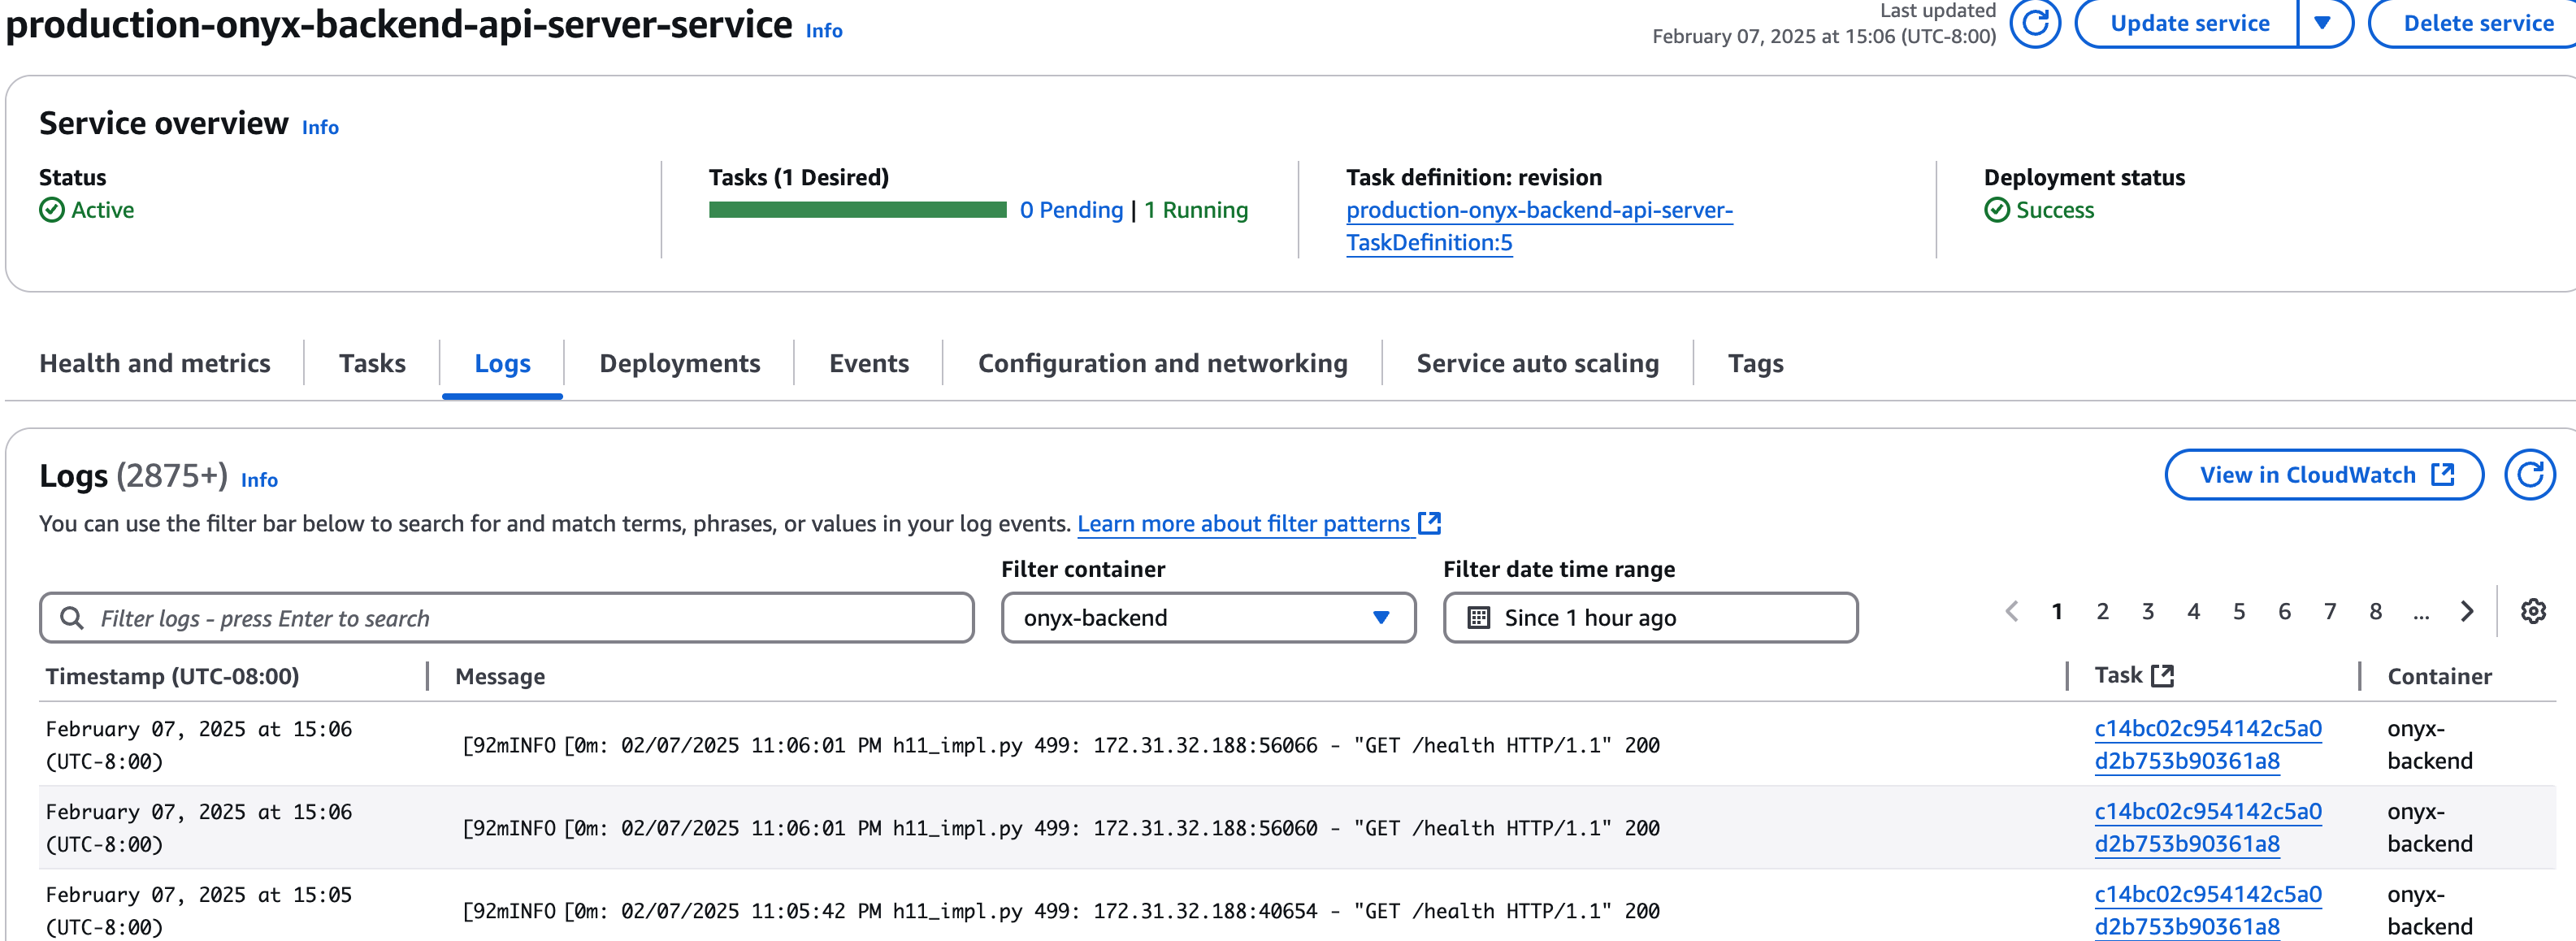 production-onyx-backend-api-server-service Info
Last updated
February 07, 2025 at 15:06 (UTC-8:00)
Update service
Delete service
Service overview Info
Status
Active
Tasks (1 Desired)
0 Pending | 1 Running
Task definition: revision
production-onyx-backend-api-server-
TaskDefinition:5
Deployment status
Success
Health and metrics
Tasks
Logs
Deployments
Events
Configuration and networking
Service auto scaling
Tags
Logs (2875+) Info
View in CloudWatch
You can use the filter bar below to search for and match terms, phrases, or values in your log events. Learn more about filter patterns
Filter logs - press Enter to search
Filter container
onyx-backend
Filter date time range
Since 1 hour ago
1 2 3 4 5 6 7 8 ...
Timestamp (UTC-08:00)
Message
Task
Container
February 07, 2025 at 15:06
(UTC-8:00)
[92mINFO [0m: 02/07/2025 11:06:01 PM h11_impl.py 499: 172.31.32.188:56066 - "GET /health HTTP/1.1" 200
c14bc02c954142c5a0
d2b753b90361a8
onyx-
backend
February 07, 2025 at 15:06
(UTC-8:00)
[92mINFO [0m: 02/07/2025 11:06:01 PM h11_impl.py 499: 172.31.32.188:56060 - "GET /health HTTP/1.1" 200
c14bc02c954142c5a0
d2b753b90361a8
onyx-
backend
February 07, 2025 at 15:05
(UTC-8:00)
[92mINFO [0m: 02/07/2025 11:05:42 PM h11_impl.py 499: 172.31.32.188:40654 - "GET /health HTTP/1.1" 200
c14bc02c954142c5a0
d2b753b90361a8
onyx-
backend